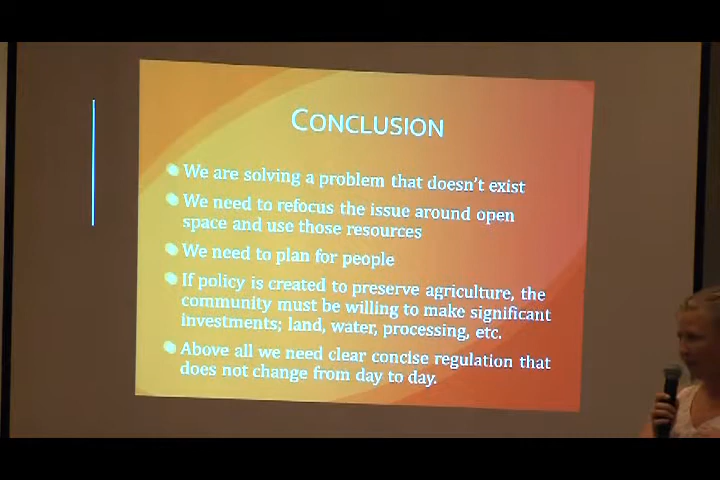 CONCLUSION
We are solving a problem that doesn't exist
We need to refocus the issue around open
space and use those resources
We need to plan for people
If policy is created to preserve agriculture, the
community must be willing to make significant
investments; land, water, processing, etc.
Above all we need clear concise regulation that
does not change from day to day.